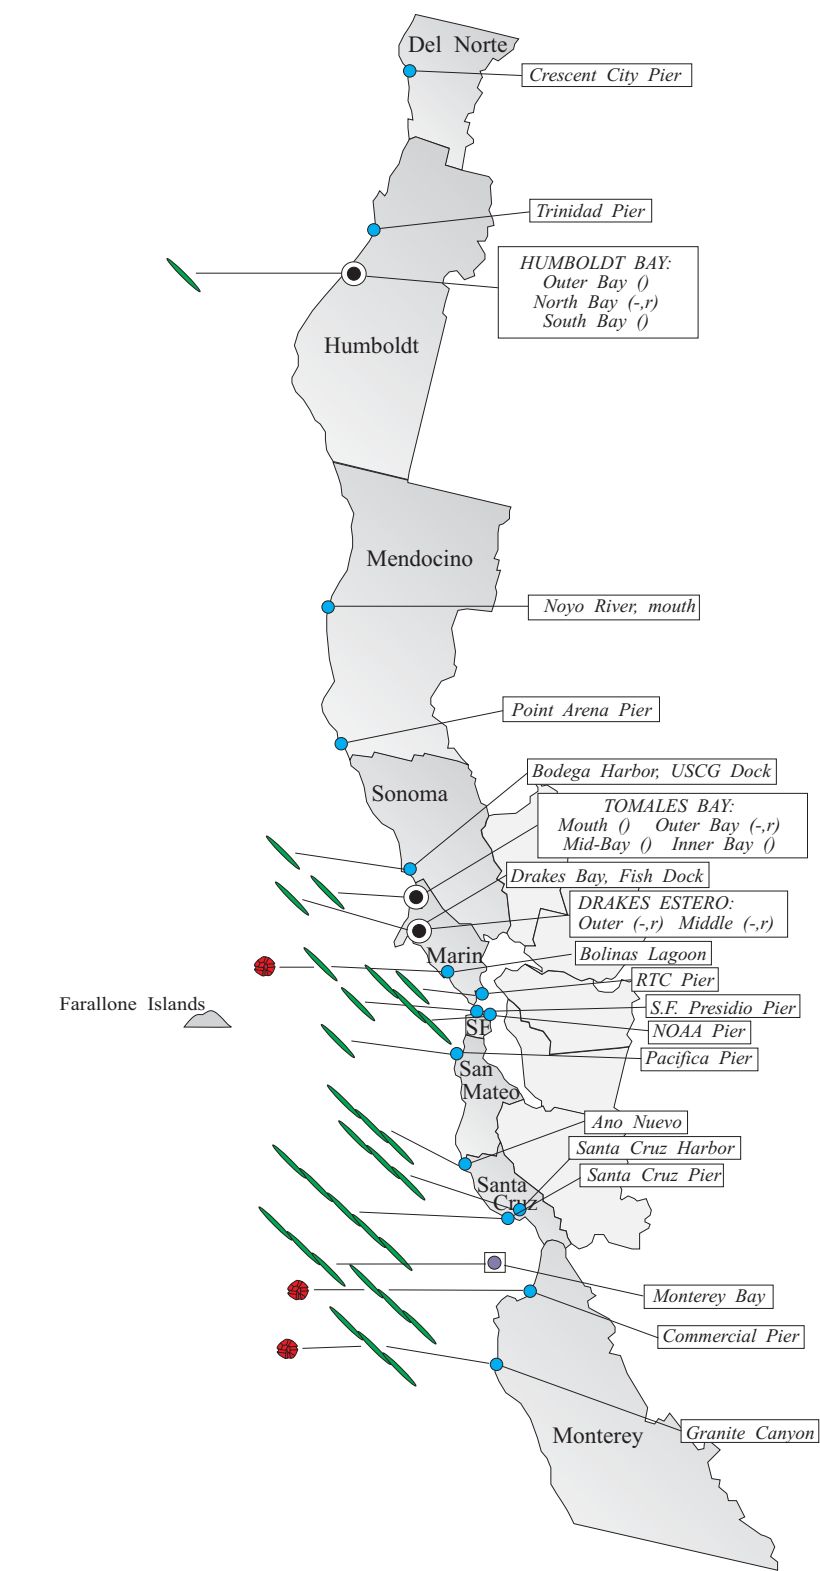 Del Norte
Crescent City Pier
Trinidad Pier
HUMBOLDT BAY:
Outer Bay ()
North Bay (-,r)
South Bay ()
Humboldt
Mendocino
Noyo River, mouth
Point Arena Pier
Bodega Harbor, USCG Dock
Sonoma
TOMALES BAY:
Mouth () Outer Bay (-,r)
Mid-Bay () Inner Bay ()
Drakes Bay, Fish Dock
DRAKES ESTERO:
Outer (-,r) Middle (-,r)
Marin
Bolinas Lagoon
RTC Pier
Farallone Islands
S.F. Presidio Pier
SF
NOAA Pier
Pacifica Pier
San
Mateo
Ano Nuevo
Santa Cruz Harbor
Santa Cruz Pier
Santa
Cruz
Monterey Bay
Commercial Pier
Monterey
Granite Canyon